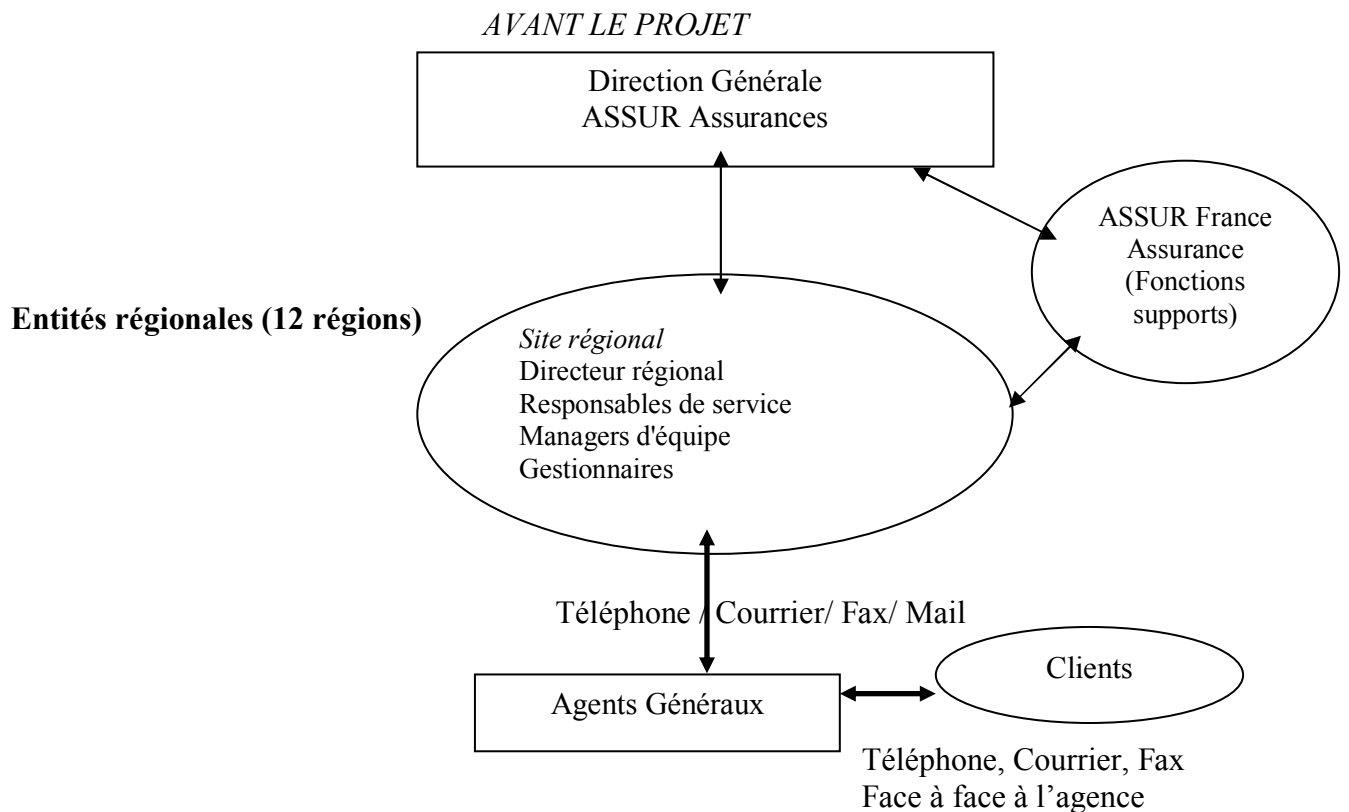 AVANT LE PROJET
Direction Générale
ASSUR Assurances
ASSUR France
Assurance
(Fonctions
supports)
Entités régionales (12 régions)
Site régional
Directeur régional
Responsables de service
Managers d'équipe
Gestionnaires
Téléphone / Courrier/ Fax/ Mail
Clients
Agents Généraux
Téléphone, Courrier, Fax
Face à face à l’agence